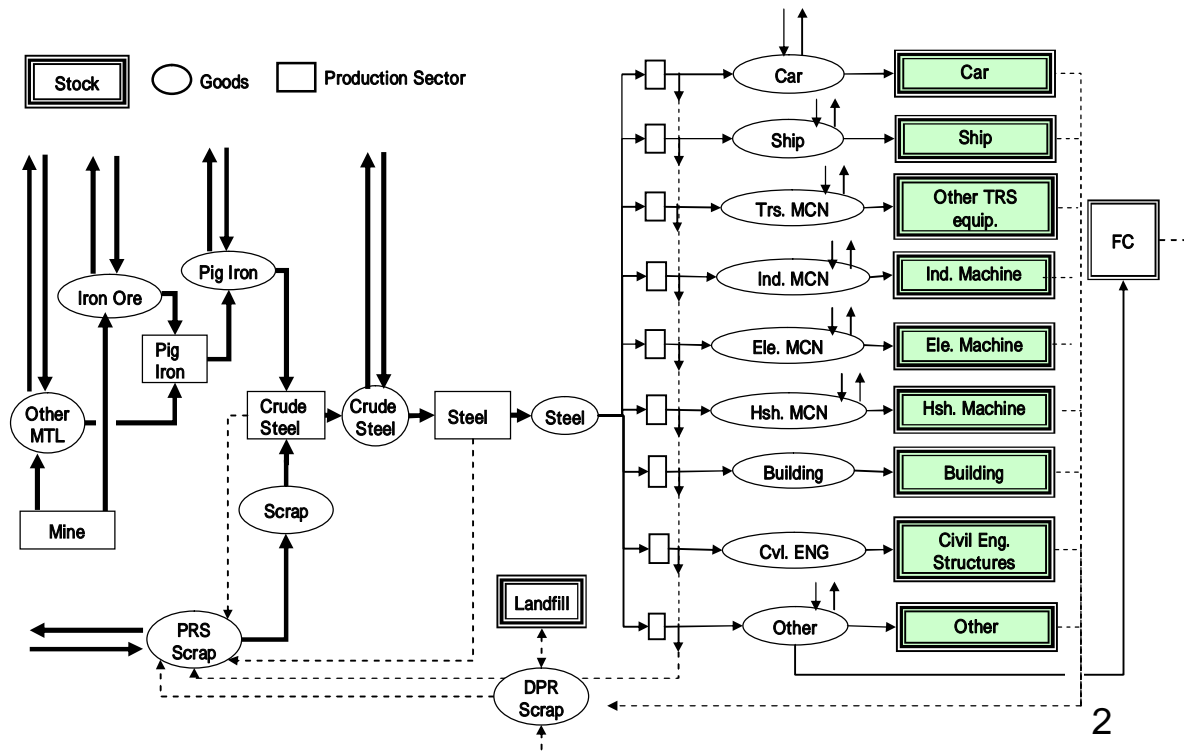 Stock
Goods
Production Sector
Car
Car
Ship
Ship
Trs. MCN
Other TRS
equip.
FC
Pig Iron
Iron Ore
Ind. MCN
Ind. Machine
Pig
Iron
Ele. MCN
Ele. Machine
Other
MTL
Crude
Steel
Crude
Steel
Steel
Steel
Hsh. MCN
Hsh. Machine
Building
Building
Mine
Scrap
Cvl. ENG
Civil Eng.
Structures
Landfill
PRS
Scrap
Other
Other
DPR
Scrap
2